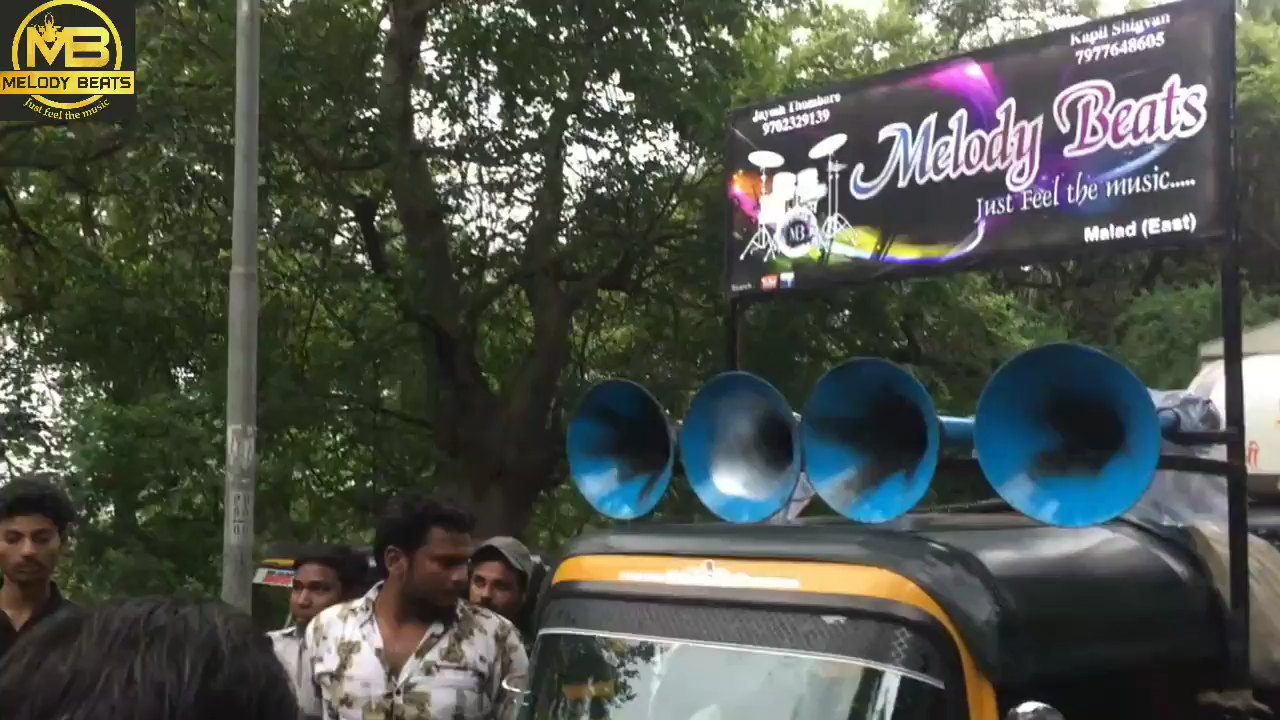 MB
MELODY BEATS
Just feel the music
Kapil Shigvan
7977648605
Jayesh Thombare
9702329139
Melody Beats
Just Feel the music.....
MB
Malad (East)